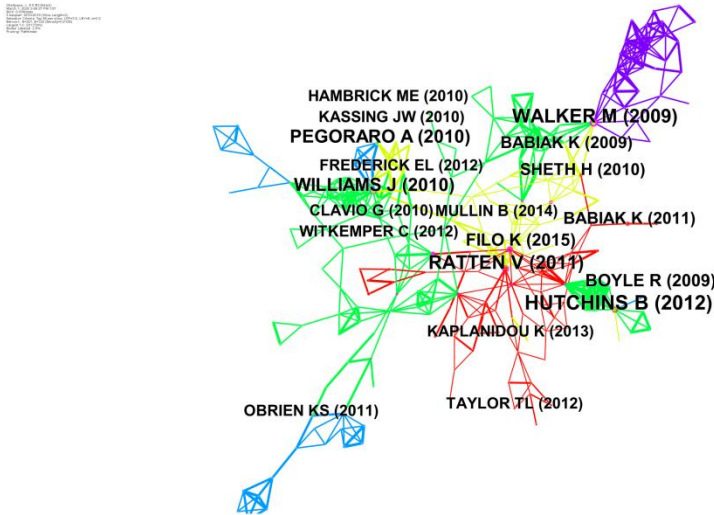 HAMBRICK ME (2010)
WALKER M (2009)
KASSING JW (2010)
PEGORARO A (2010)
BABIAK K (2009)
FREDERICK EL (2012)
SHETH H (2010)
WILLIAMS J (2010)
CLAVIO G (2010)
MULLIN B (2014)
BABIAK K (2011)
WITKEMPER C (2012)
FILO K (2015)
RATTEN V (2011)
BOYLE R (2009)
HUTCHINS B (2012)
KAPLANIDOU K (2013)
OBRIEN KS (2011)
TAYLOR TL (2012)